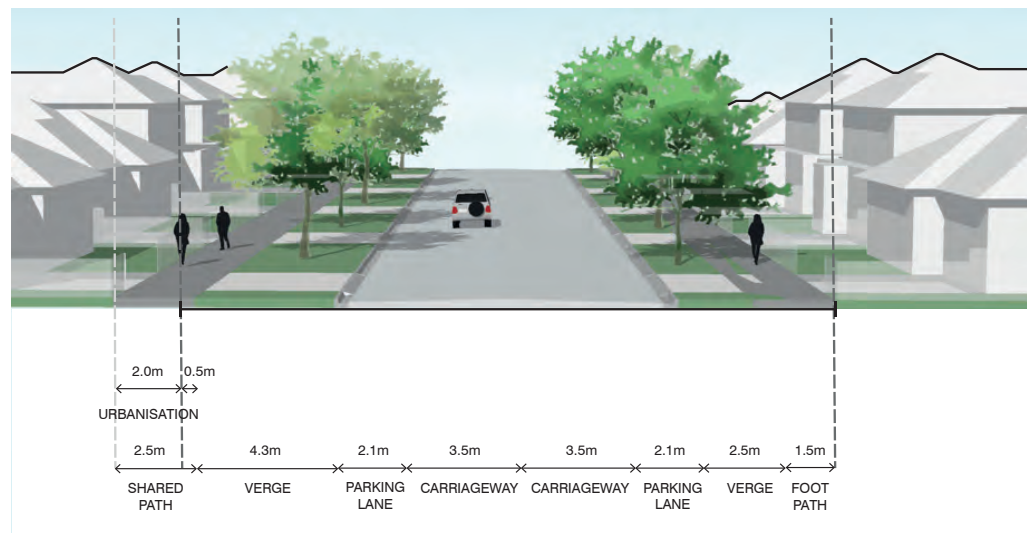 2.0m 0.5m
URBANISATION
2.5m 4.3m 2.1m 3.5m 3.5m 2.1m 2.5m 1.5m
SHARED VERGE PARKING CARRIAGEWAY CARRIAGEWAY PARKING VERGE FOOT
PATH LANE LANE PATH